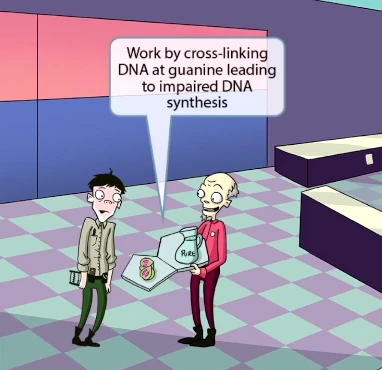 Work by cross-linking
DNA at guanine leading
to impaired DNA
synthesis